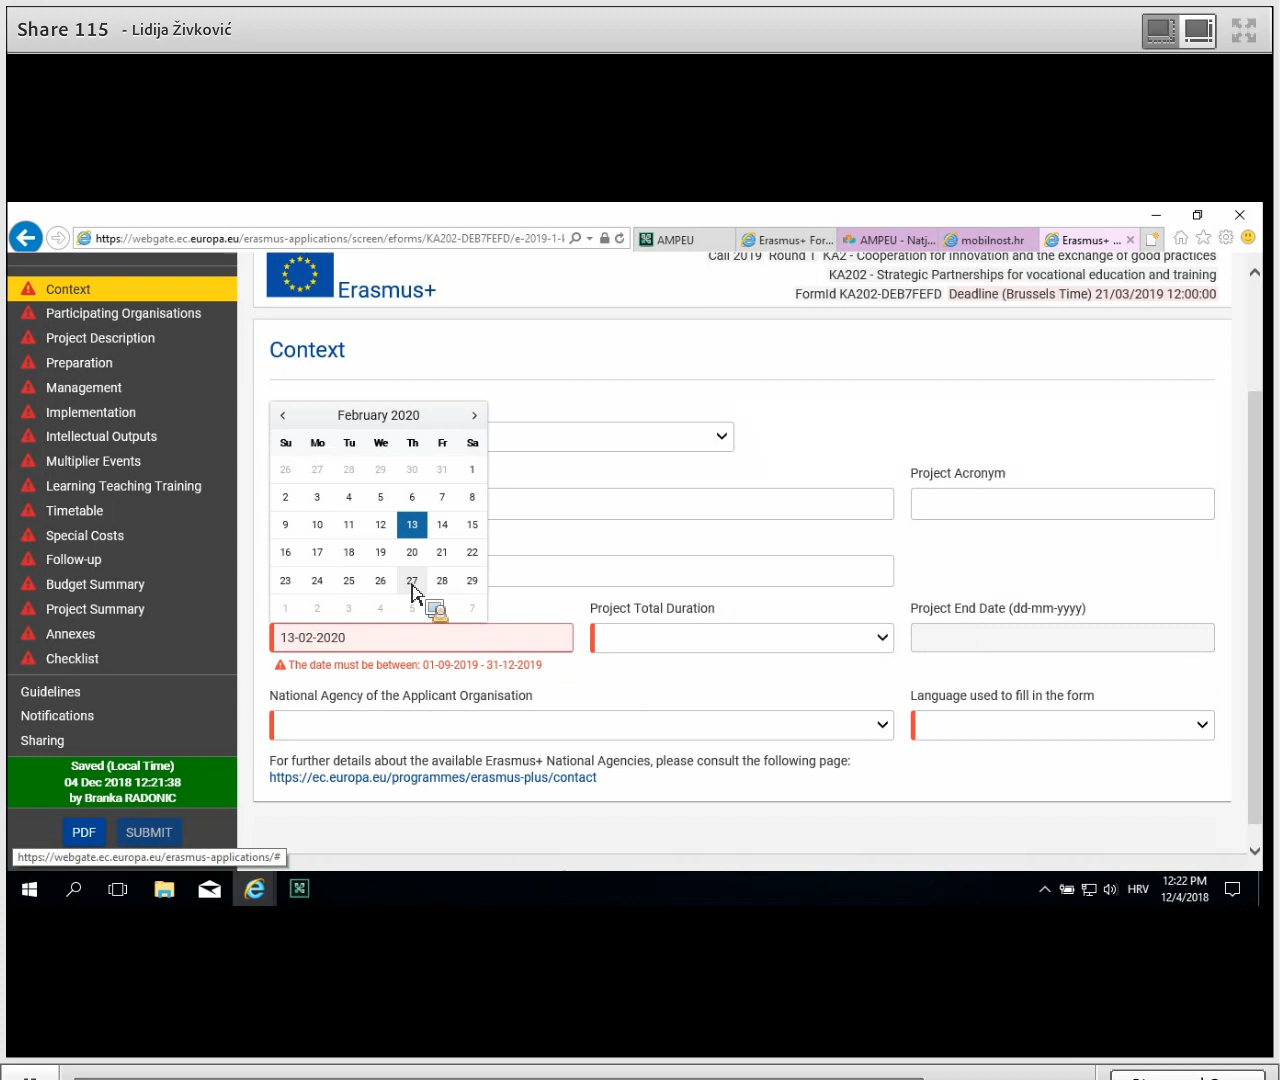 Share 115 - Lidija Živković
https://webgate.ec.europa.eu/erasmus-applications/screen/eforms/KA202-DEB7FEFD/e-2019-1-
AMPEU
Erasmus+ For...
AMPEU - Natj...
mobilnost.hr
Erasmus+ ...
Context
Participating Organisations
Project Description
Preparation
Management
Implementation
Intellectual Outputs
Multiplier Events
Learning Teaching Training
Timetable
Special Costs
Follow-up
Budget Summary
Project Summary
Annexes
Checklist
Guidelines
Notifications
Sharing
Saved (Local Time)
04 Dec 2018 12:21:38
by Branka RADONIC
PDF SUBMIT
https://webgate.ec.europa.eu/erasmus-applications/#
Erasmus+
Call 2019 Round 1 KA2 - Cooperation for innovation and the exchange of good practices
KA202 - Strategic Partnerships for vocational education and training
FormId KA202-DEB7FEFD Deadline (Brussels Time) 21/03/2019 12:00:00
Context
February 2020
Su Mo Tu We Th Fr Sa
26 27 28 29 30 31 1
2 3 4 5 6 7 8
9 10 11 12 13 14 15
16 17 18 19 20 21 22
23 24 25 26 27 28 29
1 2 3 4 5 7
Project Acronym
Project Total Duration
Project End Date (dd-mm-yyyy)
13-02-2020
The date must be between: 01-09-2019 - 31-12-2019
National Agency of the Applicant Organisation
Language used to fill in the form
For further details about the available Erasmus+ National Agencies, please consult the following page:
https://ec.europa.eu/programmes/erasmus-plus/contact
HRV
12:22 PM
12/4/2018